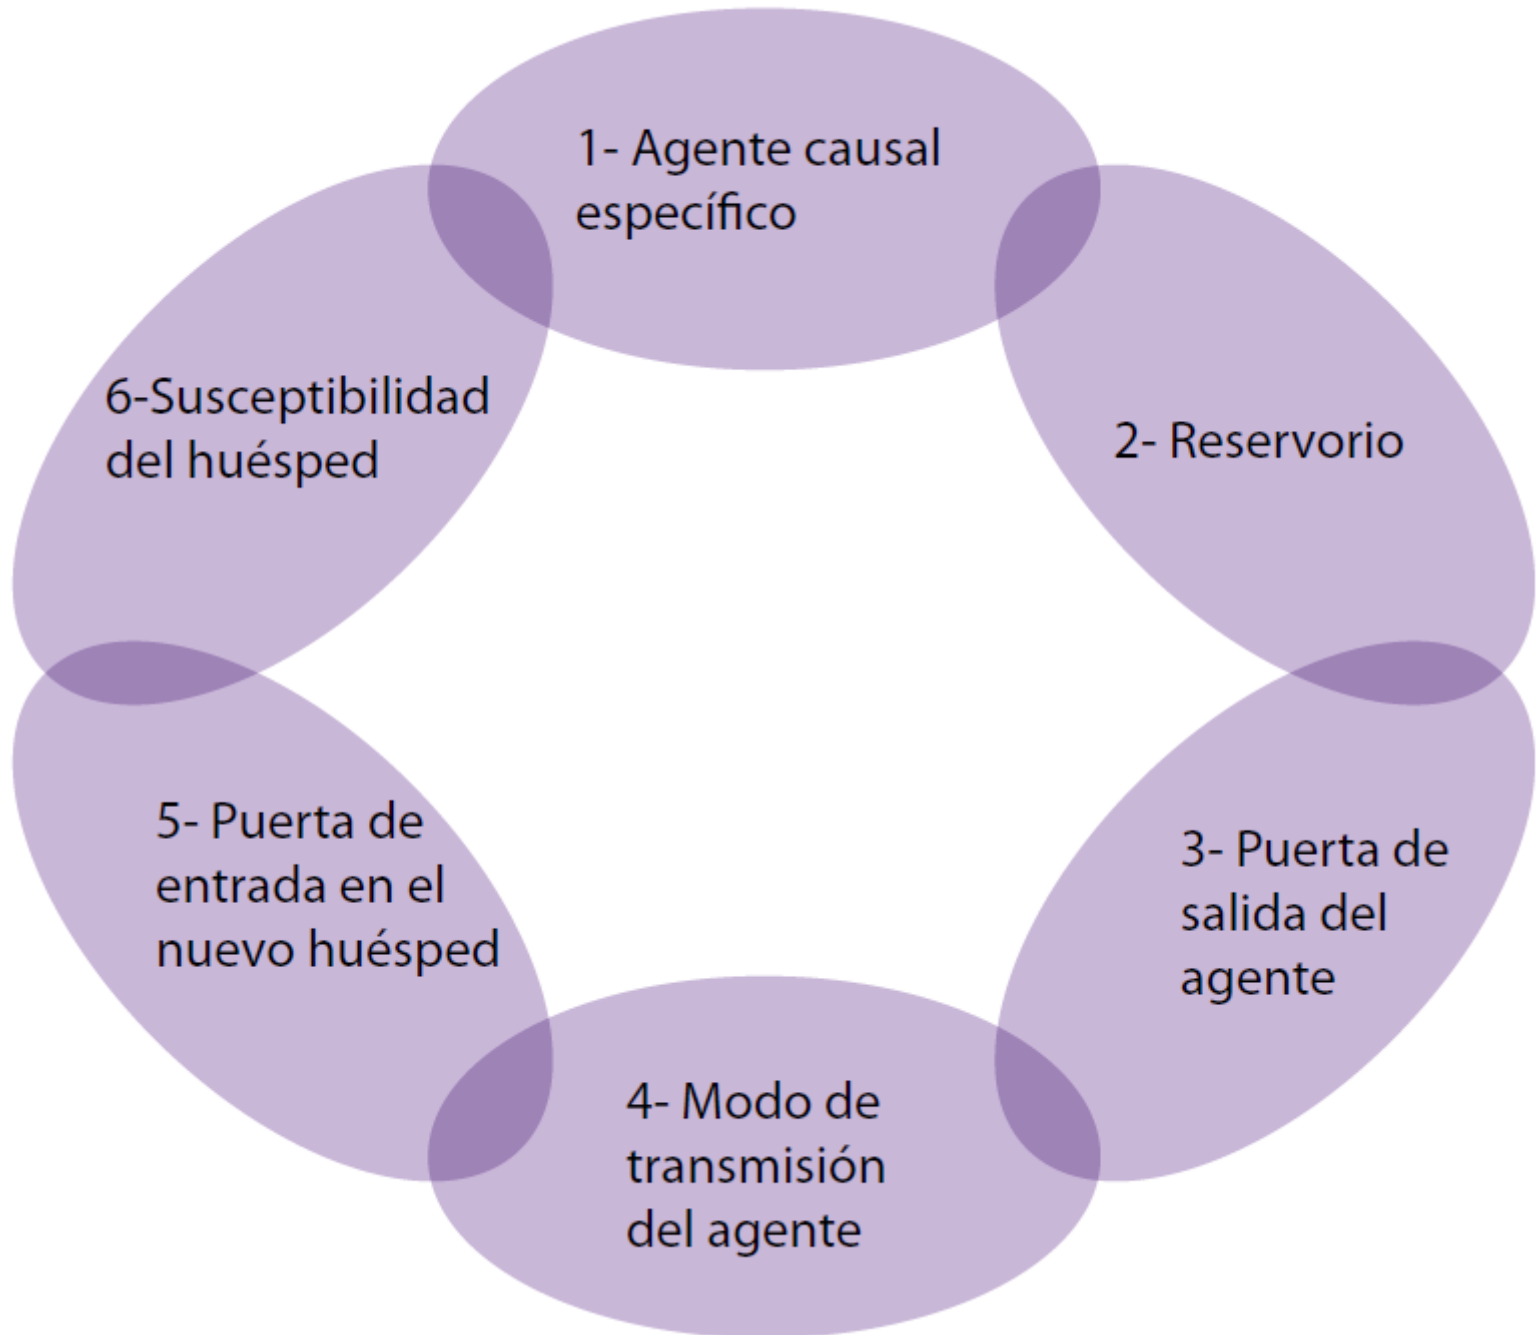 1- Agente causal
específico
2- Reservorio
3- Puerta de
salida del
agente
4- Modo de
transmisión
del agente
5- Puerta de
entrada en el
nuevo huésped
6-Susceptibilidad
del huésped